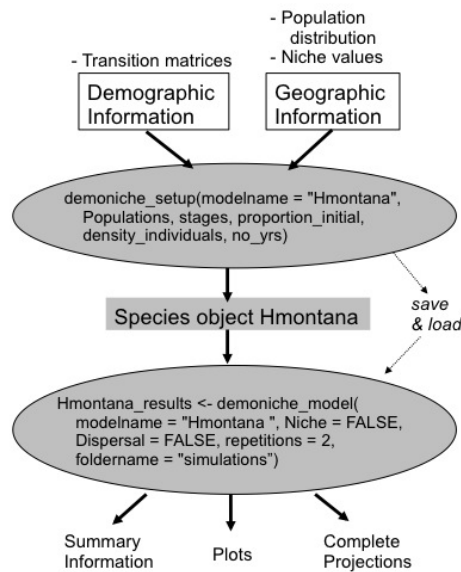 - Population
distribution
- Transition matrices
- Niche values
Demographic
Information
Geographic
Information
demoniche_setup(modelname = "Hmontana",
Populations, stages, proportion_initial,
density_individuals, no_yrs)
Species object Hmontana
save
& load
Hmontana_results <- demoniche_model(
modelname = "Hmontana ", Niche = FALSE,
Dispersal = FALSE, repetitions = 2,
foldername = "simulations”)
Summary
Information
Plots
Complete
Projections